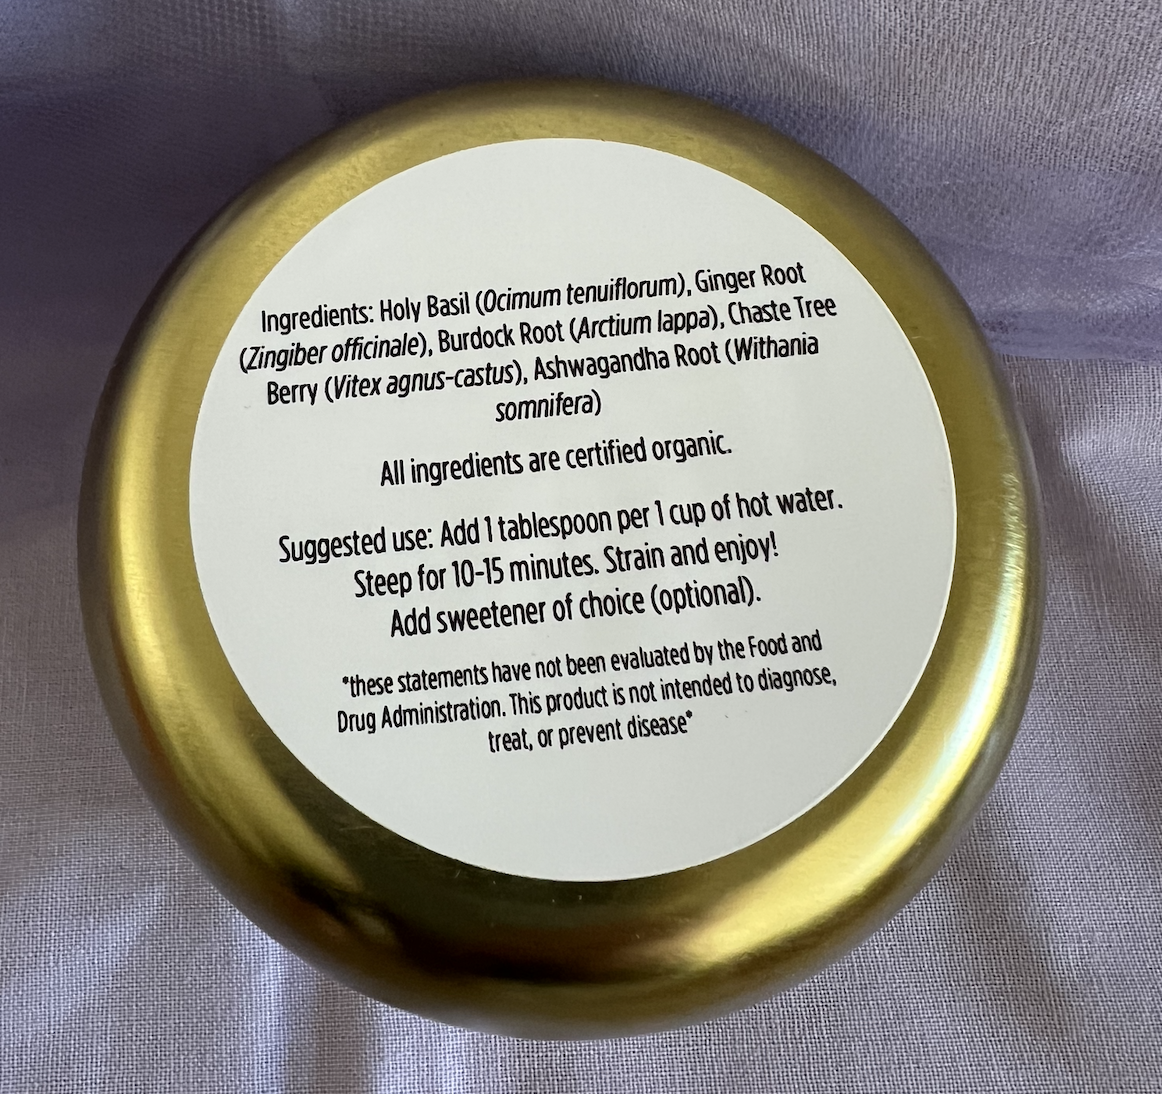 Ingredients: Holy Basil (Ocimum tenuiflorum), Ginger Root
(Zingiber officinale), Burdock Root (Arctium lappa), Chaste Tree
Berry (Vitex agnus-castus), Ashwagandha Root (Withania
somnifera)
All ingredients are certified organic.
Suggested use: Add 1 tablespoon per 1 cup of hot water.
Steep for 10-15 minutes. Strain and enjoy!
Add sweetener of choice (optional).
*these statements have not been evaluated by the Food and
Drug Administration. This product is not intended to diagnose,
treat, or prevent disease*